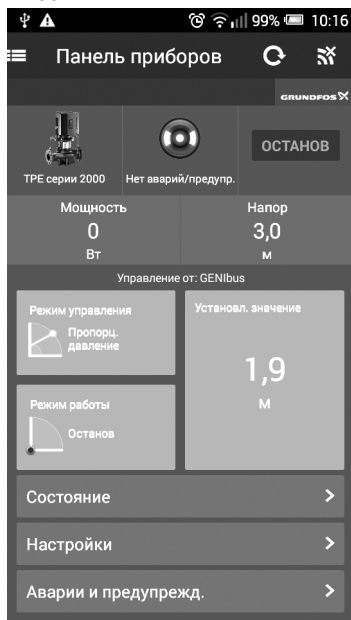 99% 10:16
Панель приборов
GRUNDFOS
TPE серии 2000
Нет аварий/предупр.
ОСТАНОВ
Мощность
0
Вт
Напор
3,0
м
Управление от: GENIbus
Режим управления
Пропорц.
давление
Установл. значение
1,9
м
Режим работы
Останов
Состояние
Настройки
Аварии и предупрежд.